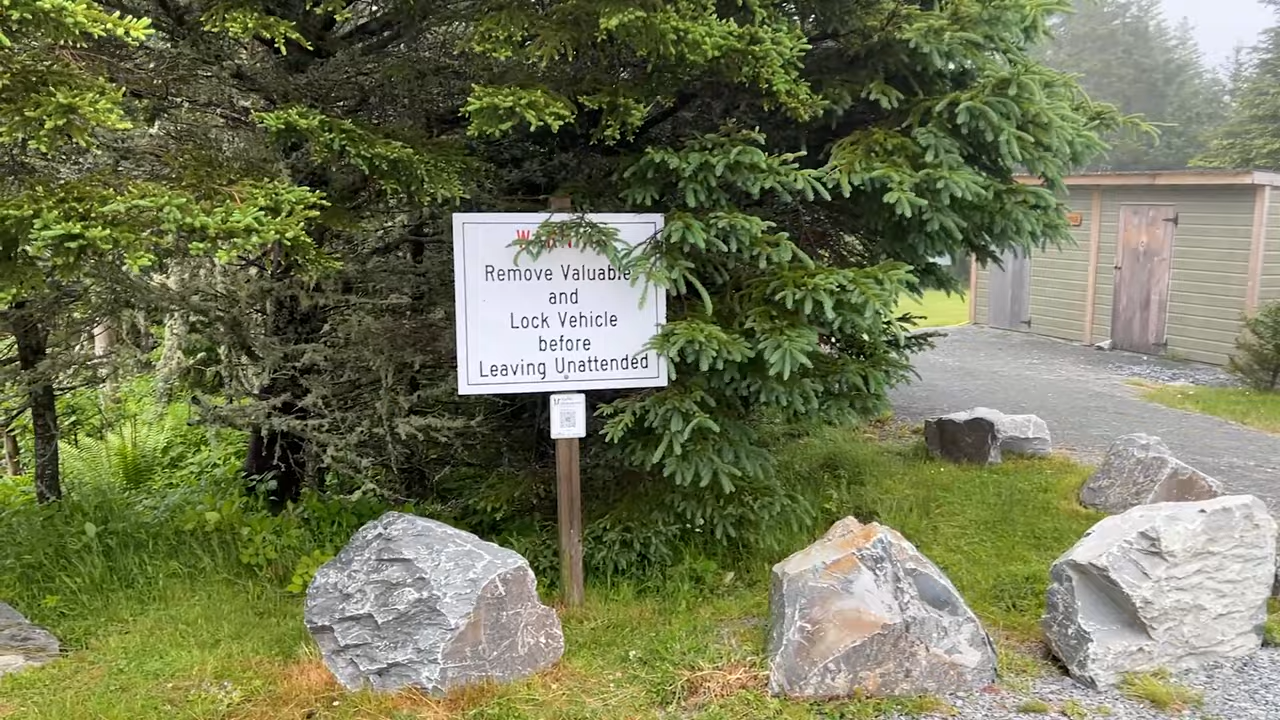 Remove Valuable
and
Lock Vehicle
before
Leaving Unattended